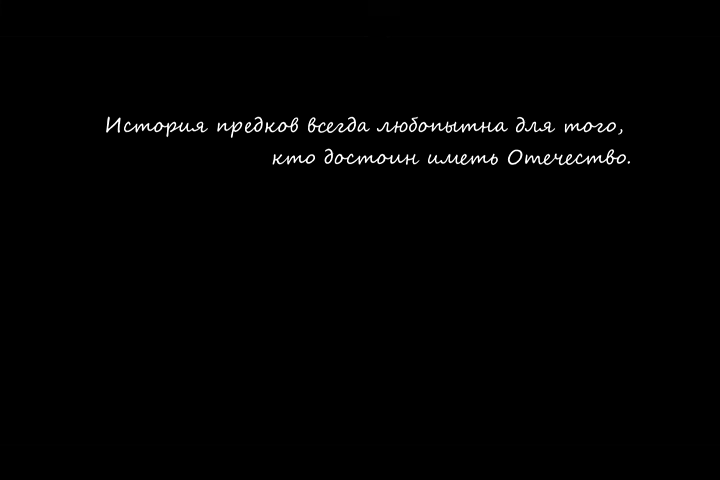 История предков всегда любопытна для того,
кто достоин иметь Отечество.